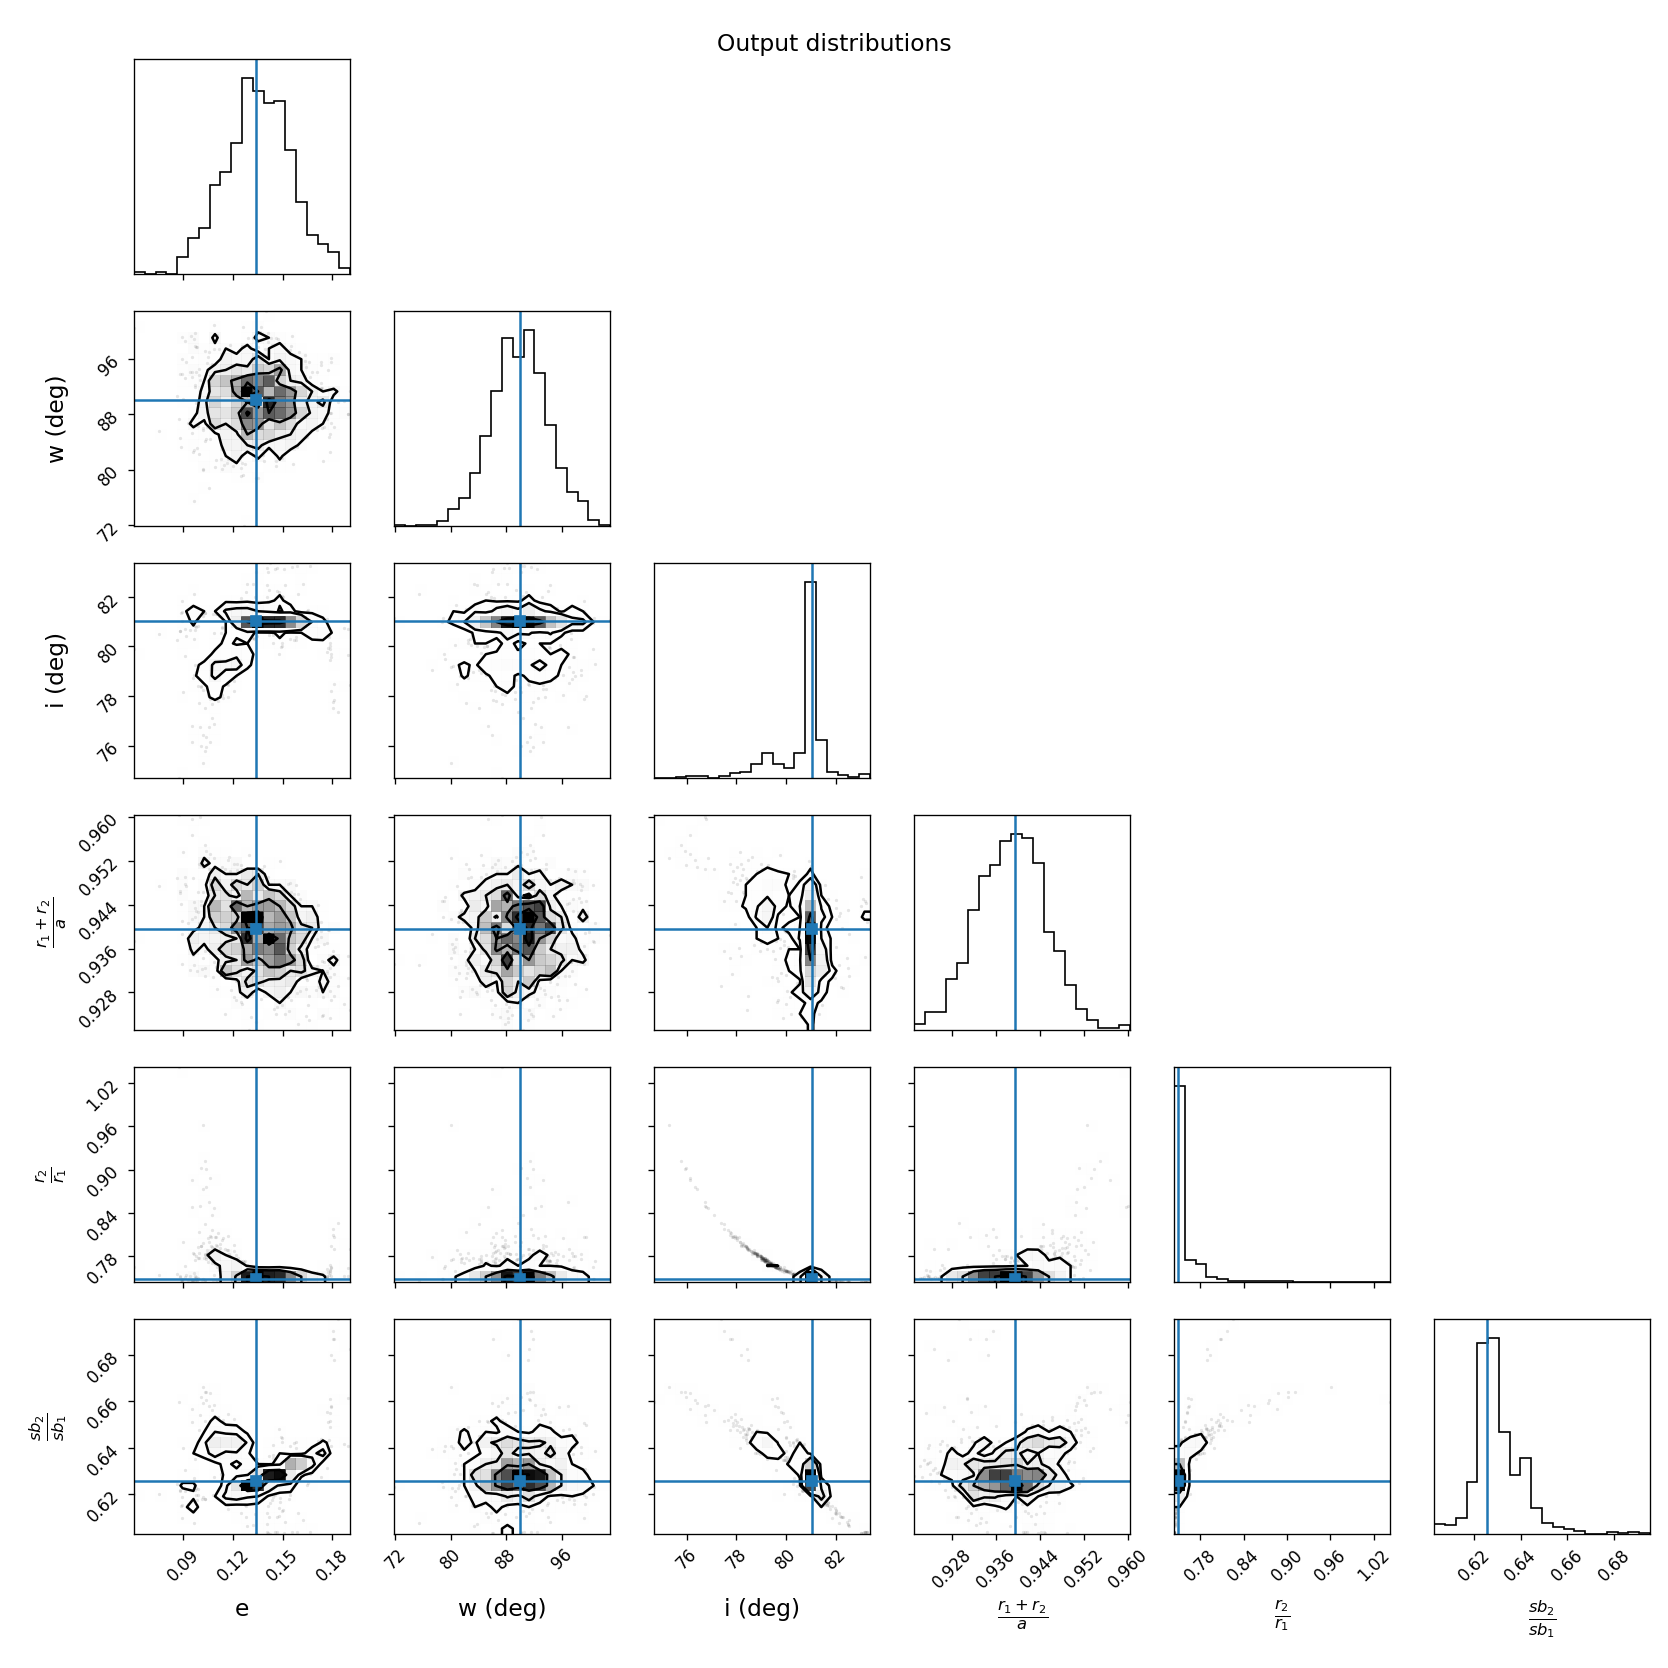 Output distributions
w (deg)
96
88
80
72
i (deg)
82
80
78
76
r₁ + r₂
a
0.960
0.952
0.944
0.936
0.928
r₂
r₁
1.02
0.96
0.90
0.84
0.78
sb₂
sb₁
0.68
0.66
0.64
0.62
0.09 0.12 0.15 0.18 72 80 88 96 76 78 80 82 0.928 0.936 0.944 0.952 0.960 0.78 0.84 0.90 0.96 1.02 0.62 0.64 0.66 0.68
e w (deg) i (deg) r₁ + r₂ r₂ sb₂
a r₁ sb₁